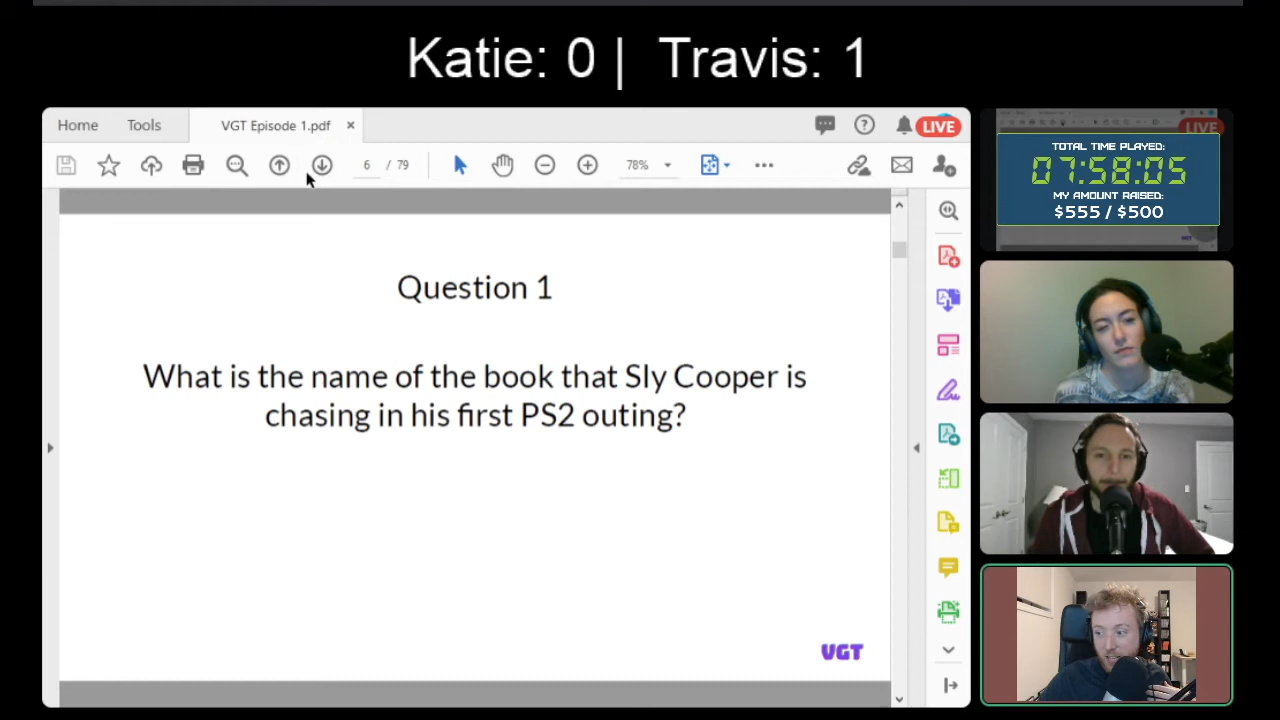 Katie: 0 | Travis: 1
Home Tools VGT Episode 1.pdf × LIVE
6 / 79 78%
Question 1
What is the name of the book that Sly Cooper is
chasing in his first PS2 outing?
VGT
LIVE
TOTAL TIME PLAYED:
07:58:05
MY AMOUNT RAISED:
$555 / $500